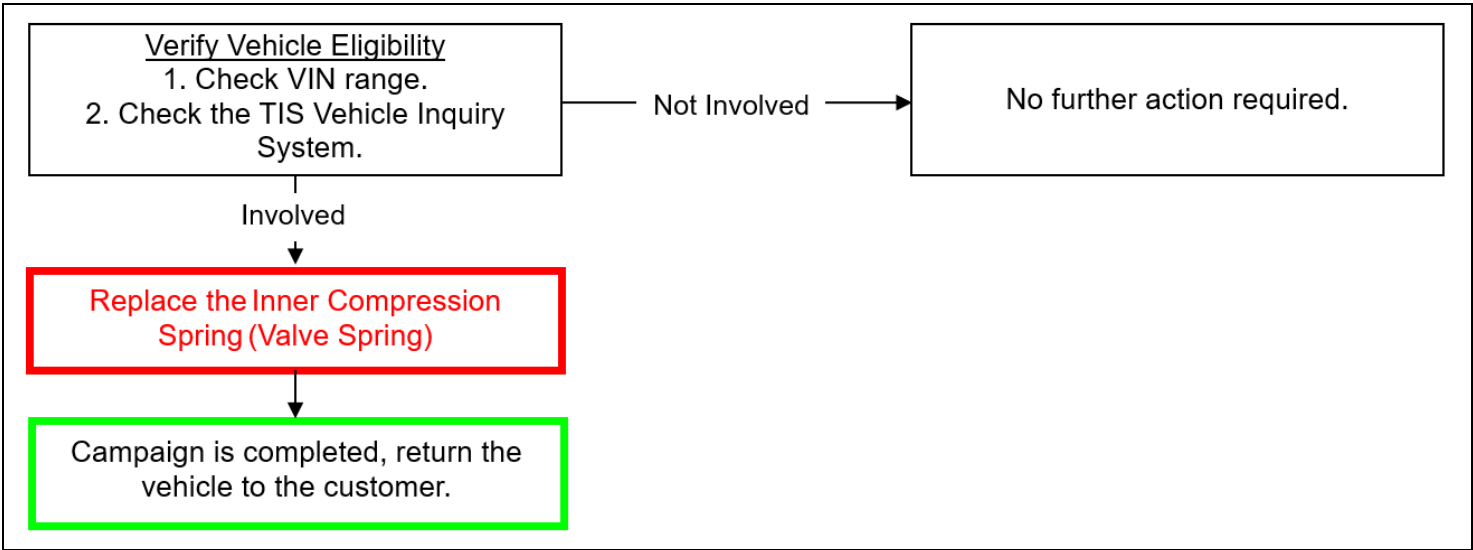 Verify Vehicle Eligibility
1. Check VIN range.
2. Check the TIS Vehicle Inquiry
System.
Not Involved
No further action required.
Involved
Replace the Inner Compression
Spring (Valve Spring)
Campaign is completed, return the
vehicle to the customer.